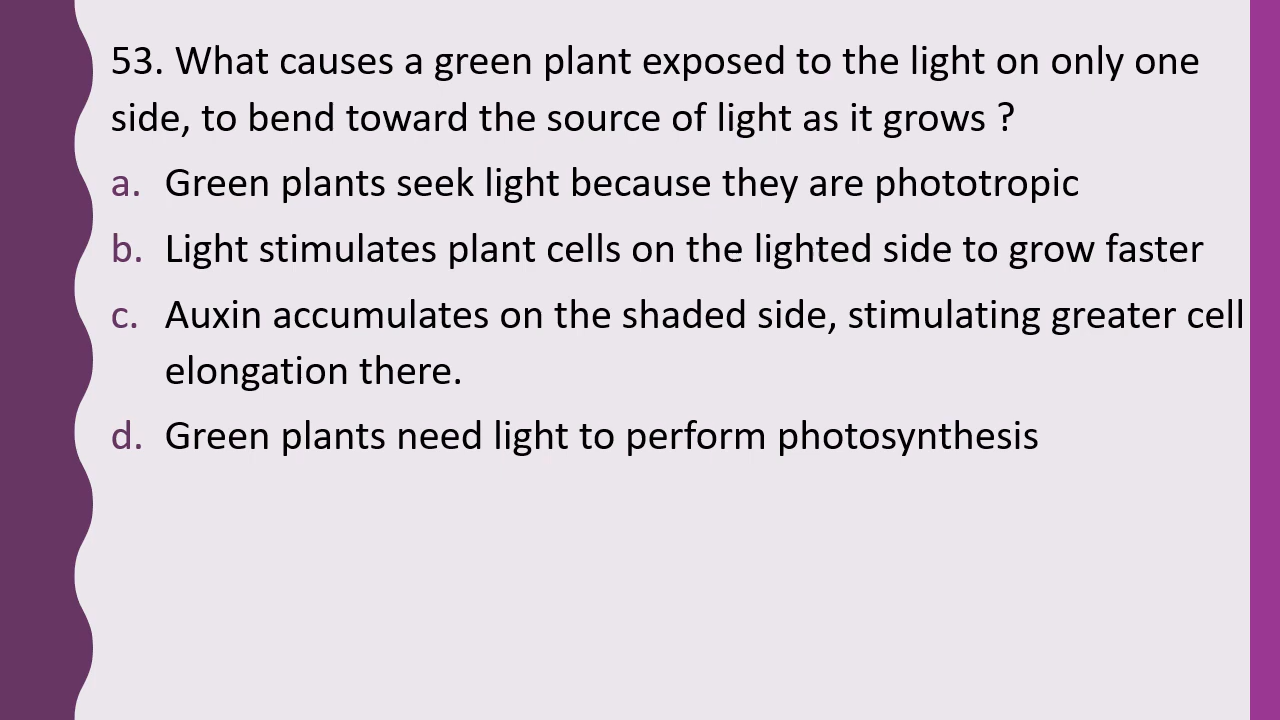 53. What causes a green plant exposed to the light on only one
side, to bend toward the source of light as it grows ?
a. Green plants seek light because they are phototropic
b. Light stimulates plant cells on the lighted side to grow faster
c. Auxin accumulates on the shaded side, stimulating greater cell
elongation there.
d. Green plants need light to perform photosynthesis